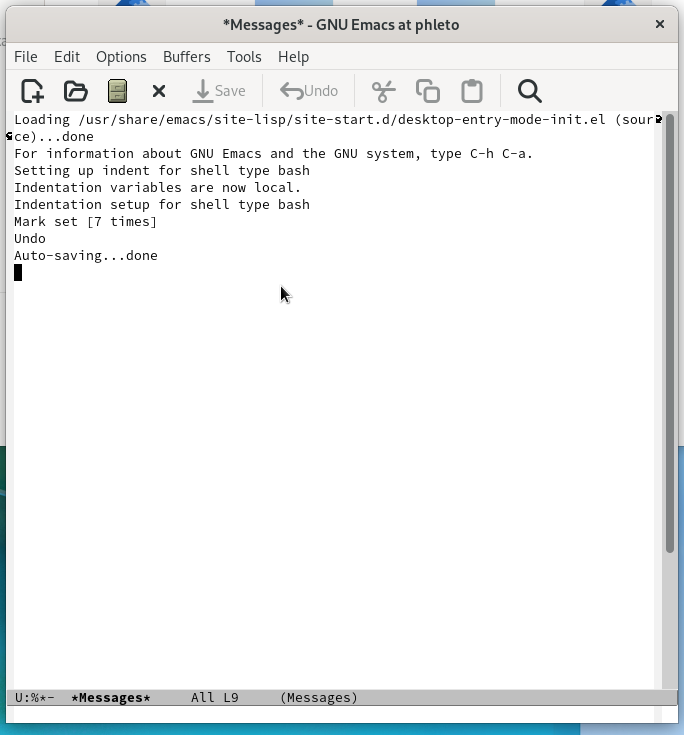 *Messages* - GNU Emacs at phleto
File Edit Options Buffers Tools Help
Save Undo
Loading /usr/share/emacs/site-lisp/site-start.d/desktop-entry-mode-init.el (sour
ce)...done
For information about GNU Emacs and the GNU system, type C-h C-a.
Setting up indent for shell type bash
Indentation variables are now local.
Indentation setup for shell type bash
Mark set [7 times]
Undo
Auto-saving...done
U:%*-  *Messages*     All L9     (Messages)